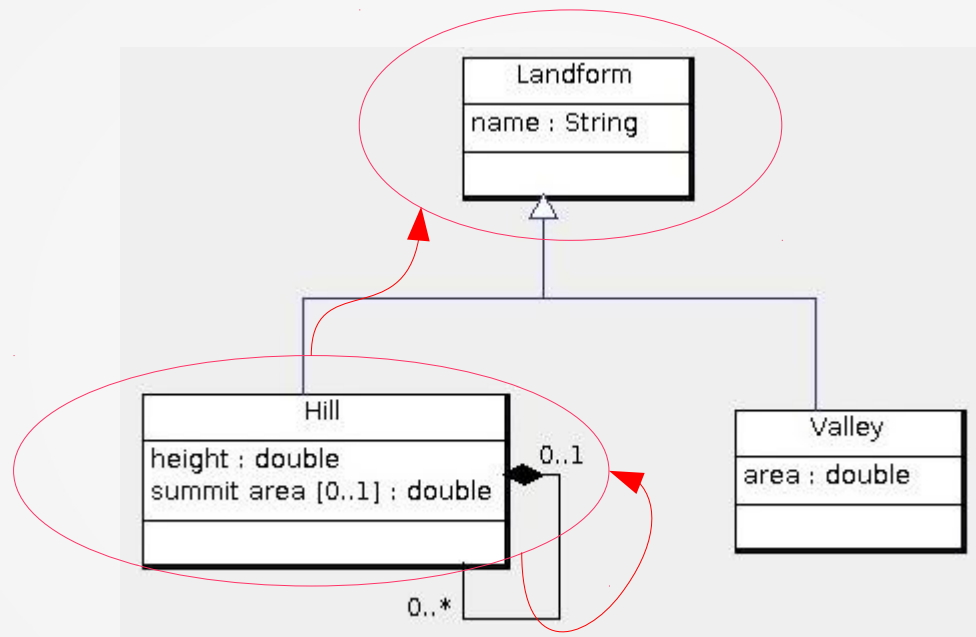 Landform
name : String
Hill
height : double
summit area [0..1] : double
0..1
0..*
Valley
area : double